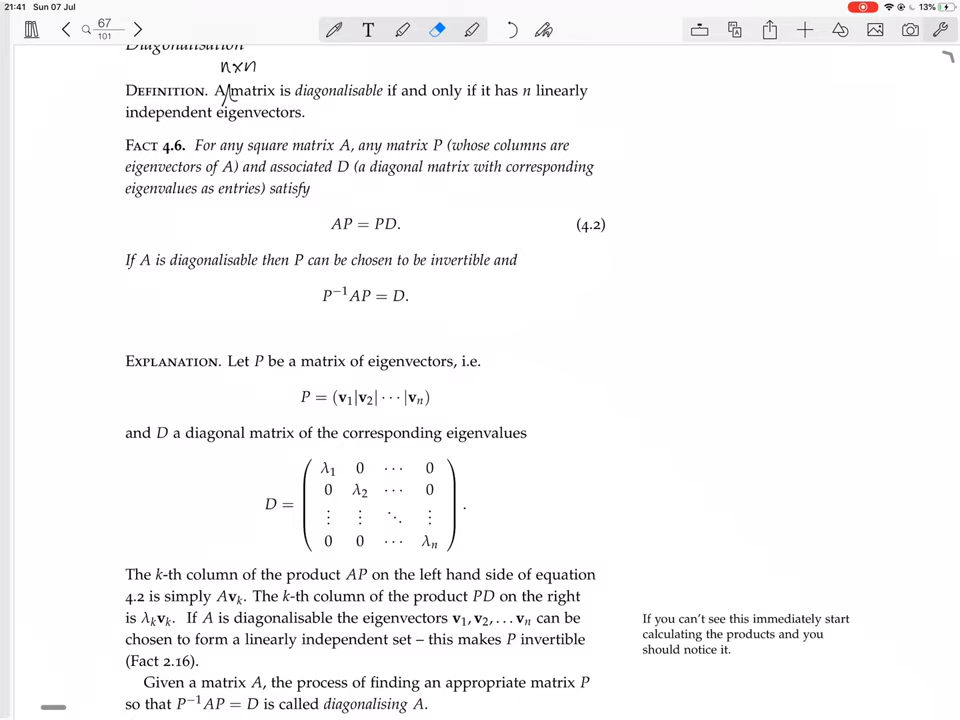 21:41 Sun 07 Jul
13%
67
101
T
Diagonalisation
n×n
DEFINITION. A matrix is diagonalisable if and only if it has n linearly
independent eigenvectors.
FACT 4.6. For any square matrix A, any matrix P (whose columns are
eigenvectors of A) and associated D (a diagonal matrix with corresponding
eigenvalues as entries) satisfy
AP = PD. (4.2)
If A is diagonalisable then P can be chosen to be invertible and
P⁻¹AP = D.
EXPLANATION. Let P be a matrix of eigenvectors, i.e.
P = (v₁|v₂| ⋯ |vₙ)
and D a diagonal matrix of the corresponding eigenvalues
λ₁ 0 ⋯ 0
0 λ₂ ⋯ 0
D =
⋮ ⋮ ⋱ ⋮
.
0 0 ⋯ λₙ
The k-th column of the product AP on the left hand side of equation
4.2 is simply Avₖ. The k-th column of the product PD on the right
is λₖvₖ. If A is diagonalisable the eigenvectors v₁, v₂, . . . vₙ can be
chosen to form a linearly independent set – this makes P invertible
(Fact 2.16).
Given a matrix A, the process of finding an appropriate matrix P
so that P⁻¹AP = D is called diagonalising A.
If you can't see this immediately start
calculating the products and you
should notice it.